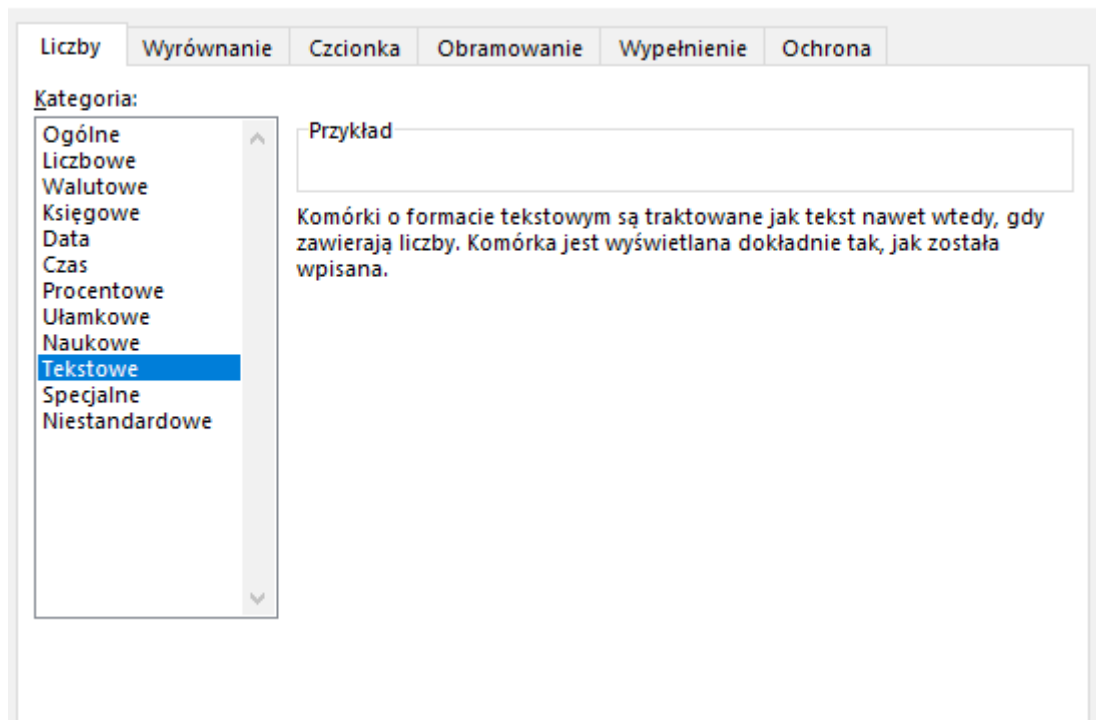 Liczby Wyrównanie Czcionka Obramowanie Wypełnienie Ochrona
Kategoria:
Ogólne
Liczbowe
Walutowe
Księgowe
Data
Czas
Procentowe
Ułamkowe
Naukowe
Tekstowe
Specjalne
Niestandardowe
Przykład
Komórki o formacie tekstowym są traktowane jak tekst nawet wtedy, gdy
zawierają liczby. Komórka jest wyświetlana dokładnie tak, jak została
wpisana.